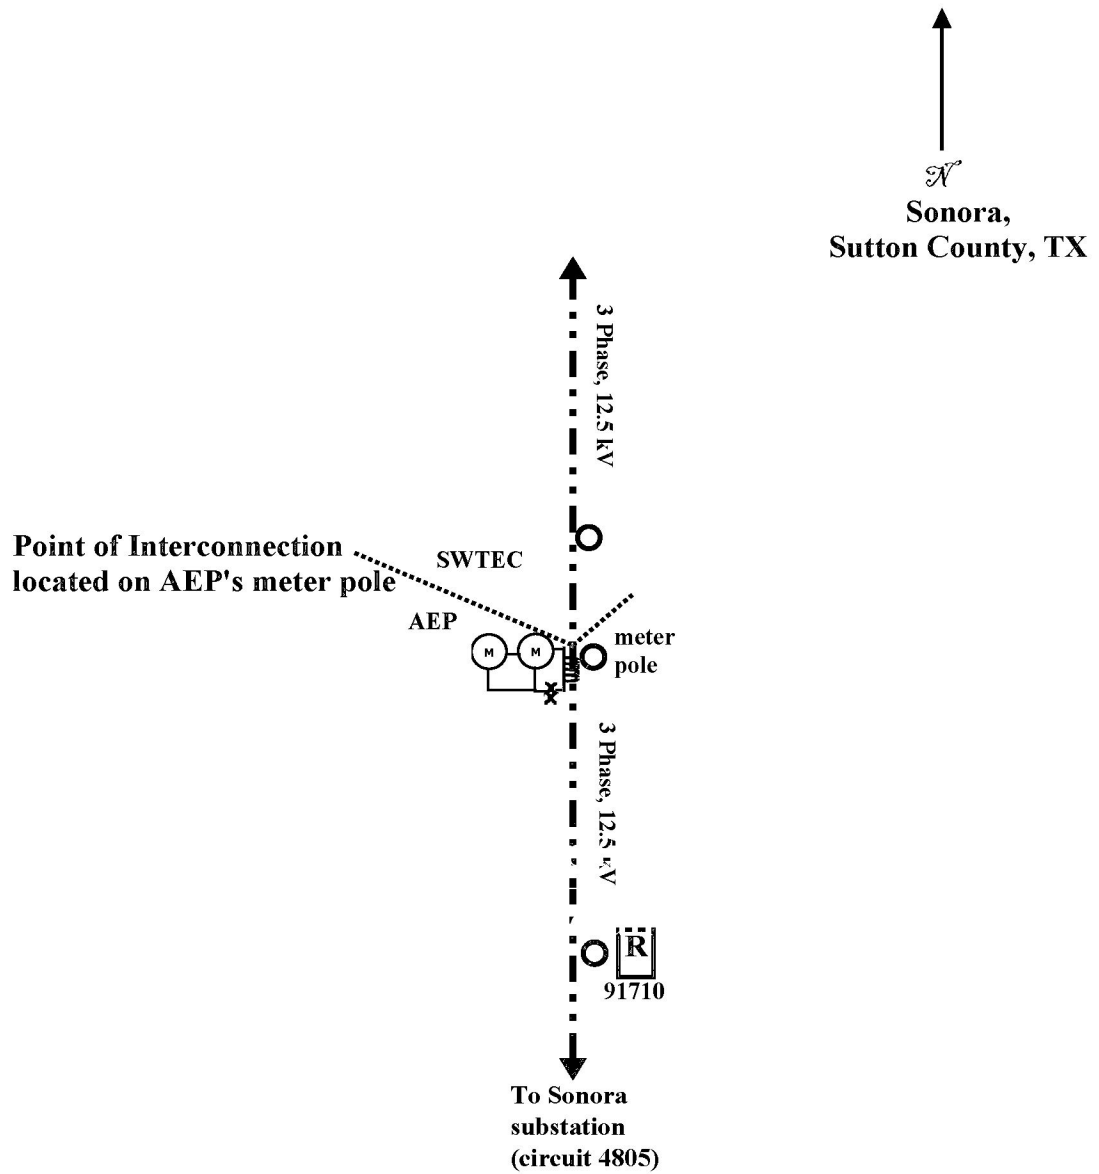 N
Sonora,
Sutton County, TX
3 Phase, 12.5 kV
Point of Interconnection
located on AEP's meter pole
SWTEC
AEP
M M
meter
pole
3 Phase, 12.5 kV
R
91710
To Sonora
substation
(circuit 4805)